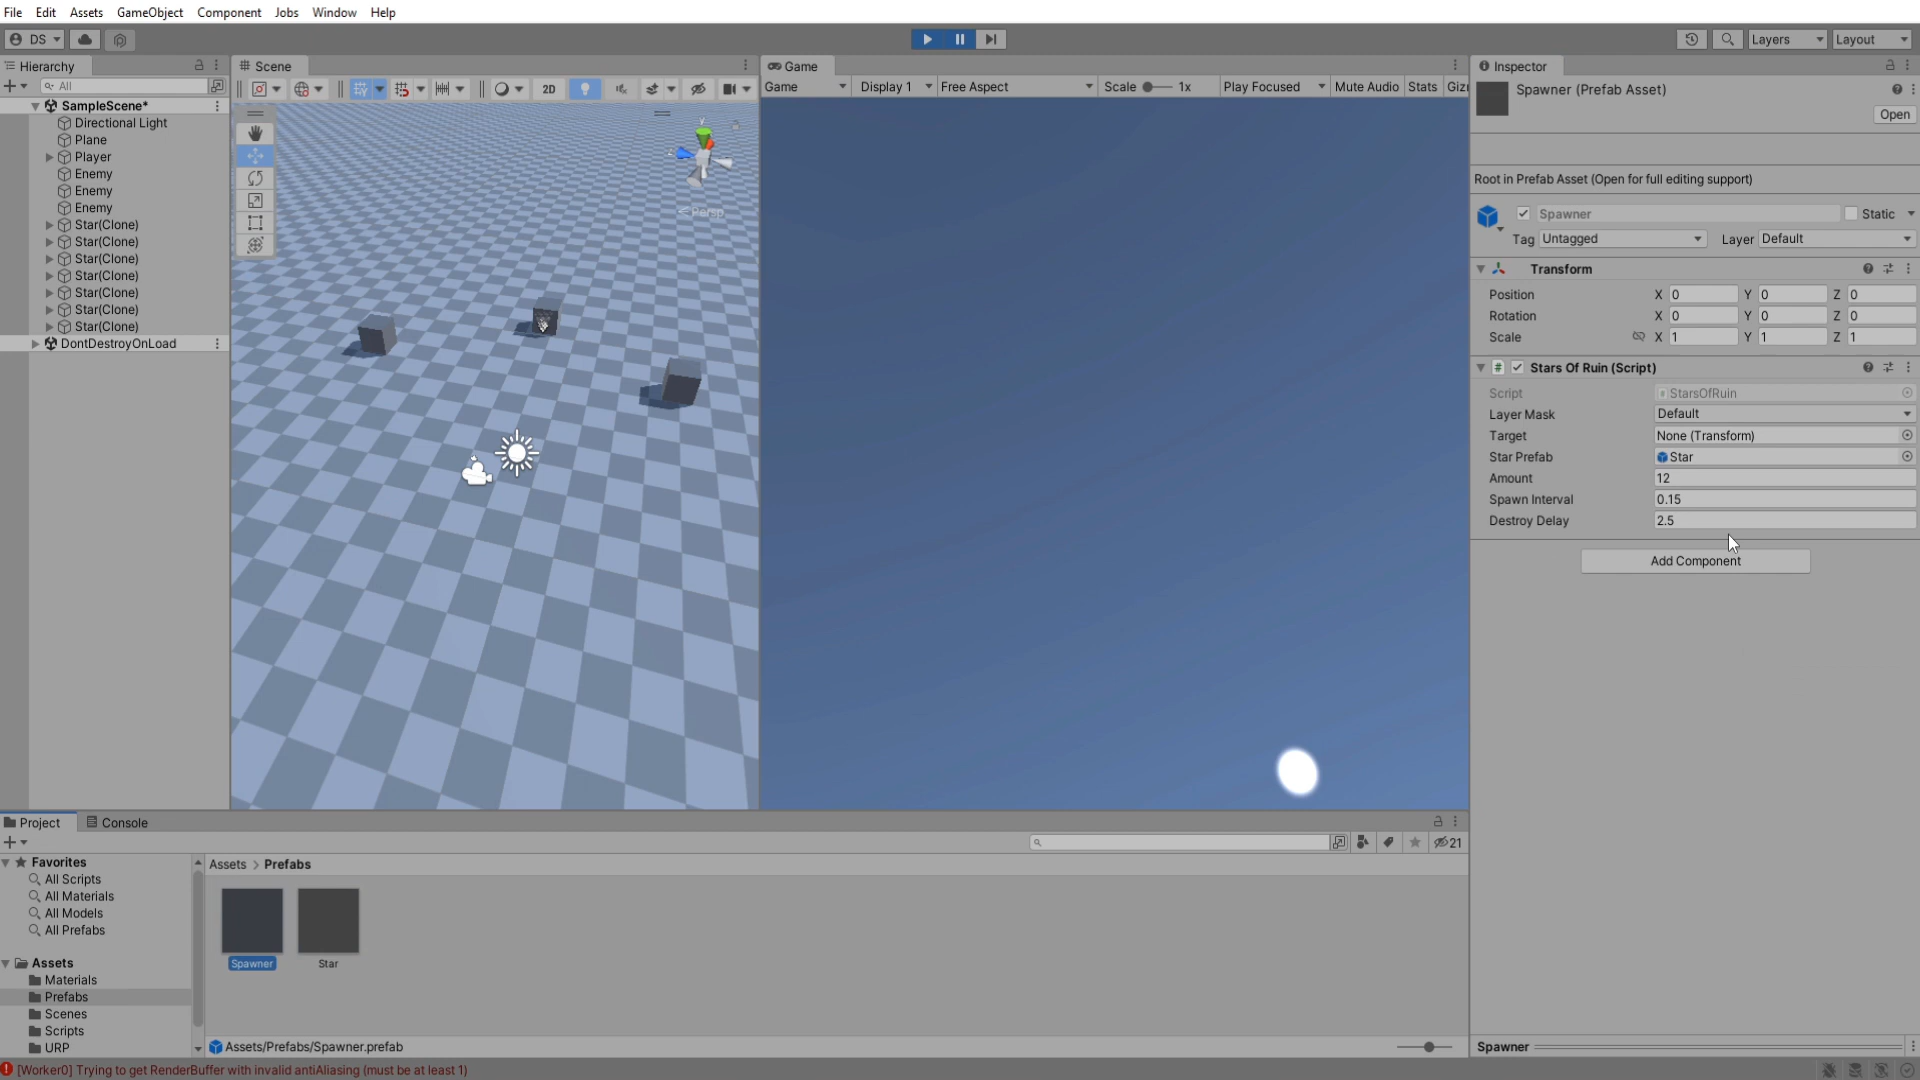 File Edit Assets GameObject Component Jobs Window Help
DS Layers Layout
Hierarchy
All
SampleScene*
Directional Light
Plane
Player
Enemy
Enemy
Enemy
Star(Clone)
Star(Clone)
Star(Clone)
Star(Clone)
Star(Clone)
Star(Clone)
Star(Clone)
DontDestroyOnLoad
Scene
2D
y
Persp
Game
Game Display 1 Free Aspect Scale 1x Play Focused Mute Audio Stats Giz
Inspector
Spawner (Prefab Asset)
Open
Root in Prefab Asset (Open for full editing support)
Spawner Static
Tag Untagged Layer Default
Transform
Position X 0 Y 0 Z 0
Rotation X 0 Y 0 Z 0
Scale X 1 Y 1 Z 1
# Stars Of Ruin (Script)
Script StarsOfRuin
Layer Mask Default
Target None (Transform)
Star Prefab Star
Amount 12
Spawn Interval 0.15
Destroy Delay 2.5
Add Component
Project Console
21
Favorites
All Scripts
All Materials
All Models
All Prefabs
Assets
Materials
Prefabs
Scenes
Scripts
URP
Assets > Prefabs
Spawner Star
Assets/Prefabs/Spawner.prefab
Spawner
[Worker0] Trying to get RenderBuffer with invalid antiAliasing (must be at least 1)